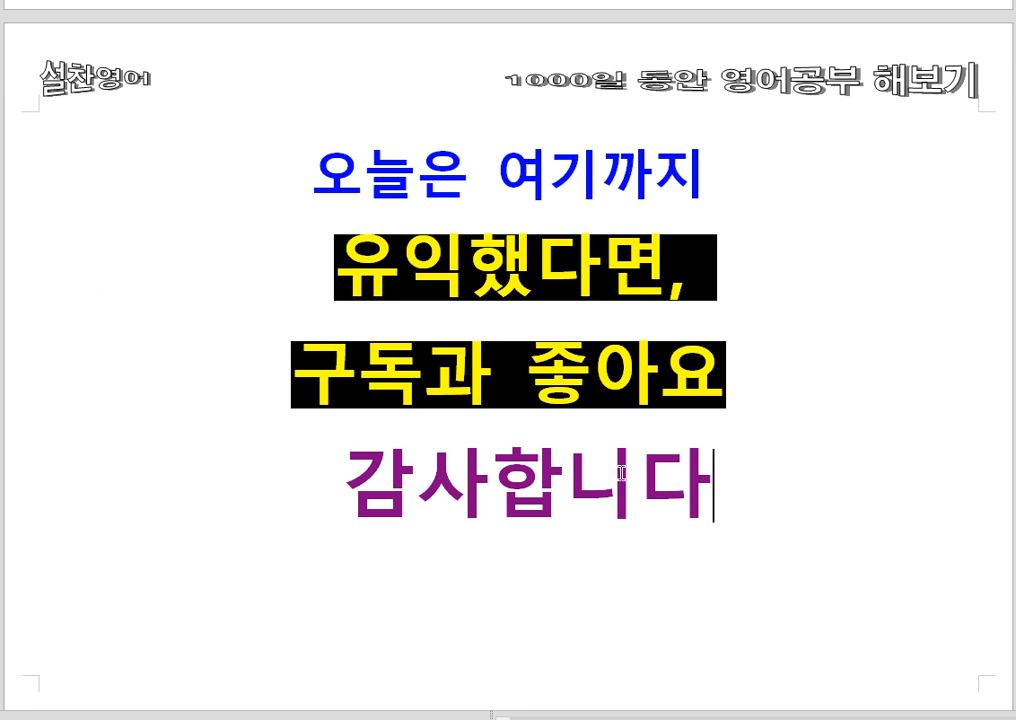 설찬영어 1000일 동안 영어공부 해보기
오늘은 여기까지
유익했다면,
구독과 좋아요
감사합니다